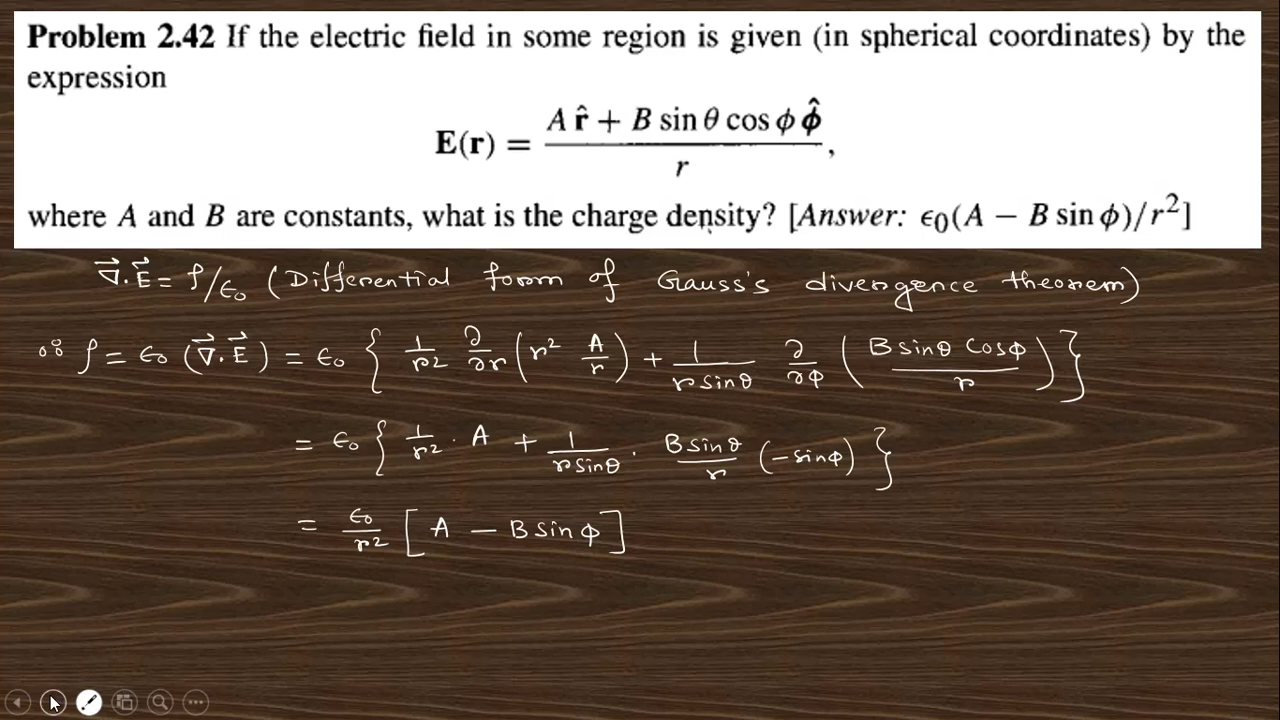 Problem 2.42 If the electric field in some region is given (in spherical coordinates) by the
expression
E(r) = (A r̂ + B sin θ cos ϕ ϕ̂) / r,
where A and B are constants, what is the charge density? [Answer: ϵ₀(A − B sin ϕ)/r²]
∇⃗.E⃗ = ρ/ϵ₀ (Differential form of Gauss's divergence theorem)
∴ ρ = ϵ₀ (∇⃗.E⃗) = ϵ₀ { 1/r² ∂/∂r (r² A/r) + 1/(r sinθ) ∂/∂ϕ (B sinθ Cosϕ / r) }
= ϵ₀ { 1/r² . A + 1/(r sinθ) . B sinθ/r (−sinϕ) }
= ϵ₀/r² [ A − B sin ϕ ]